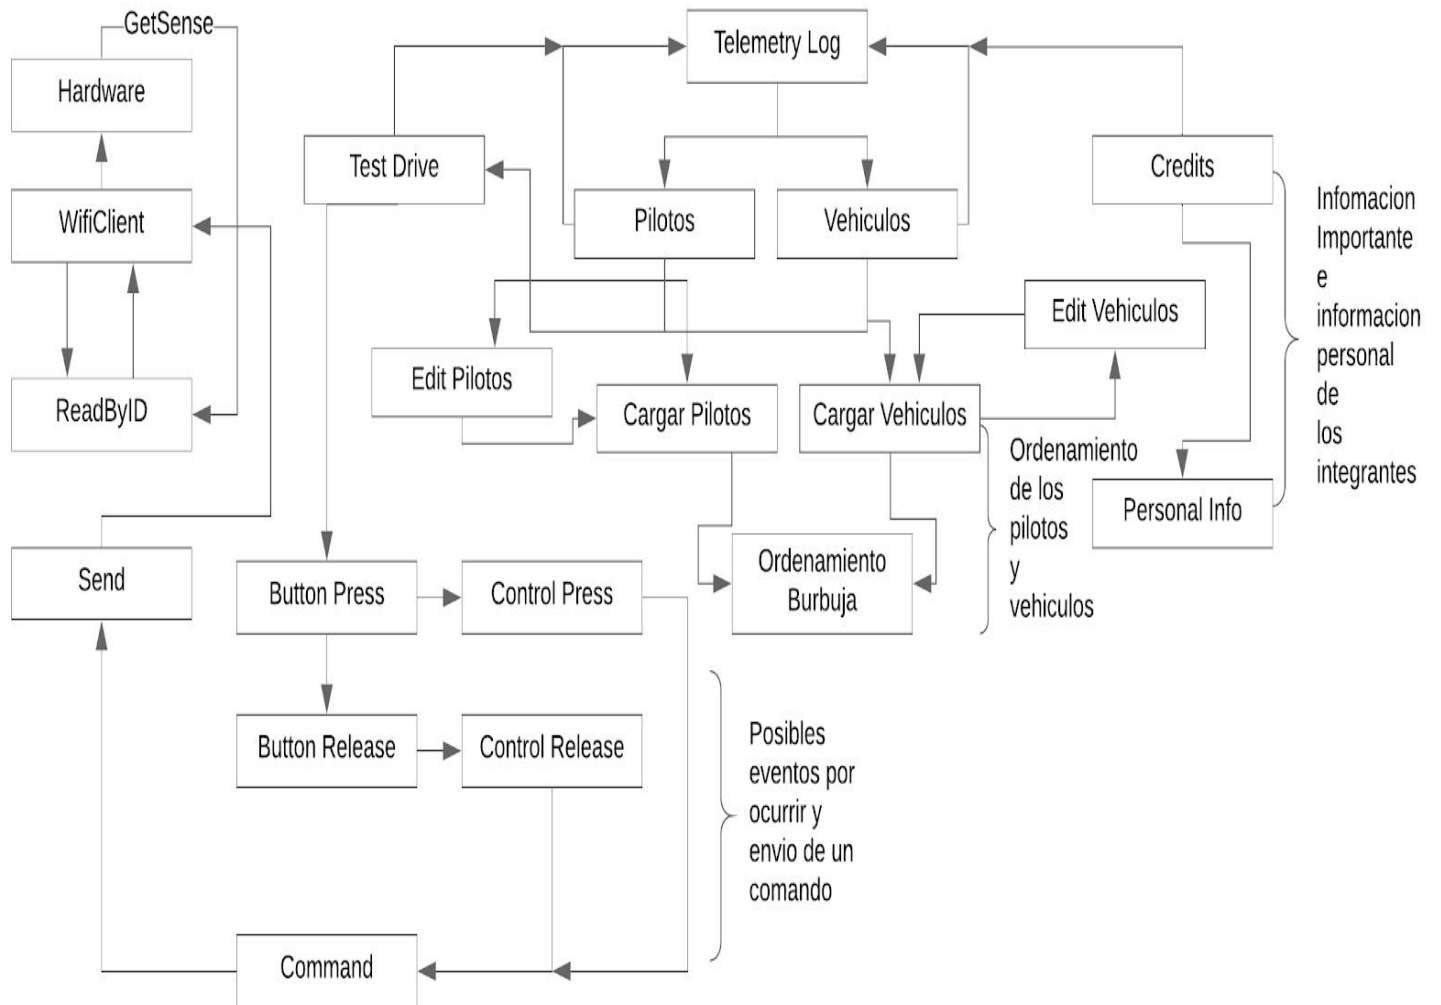 GetSense
Hardware
WifiClient
ReadByID
Send
Telemetry Log
Test Drive
Pilotos
Vehiculos
Credits
Edit Pilotos
Cargar Pilotos
Cargar Vehiculos
Edit Vehiculos
Infomacion
Importante
e
informacion
personal
de
los
integrantes
Ordenamiento
de los
pilotos
y
vehiculos
Personal Info
Ordenamiento
Burbuja
Button Press
Control Press
Button Release
Control Release
Posibles
eventos por
ocurrir y
envio de un
comando
Command